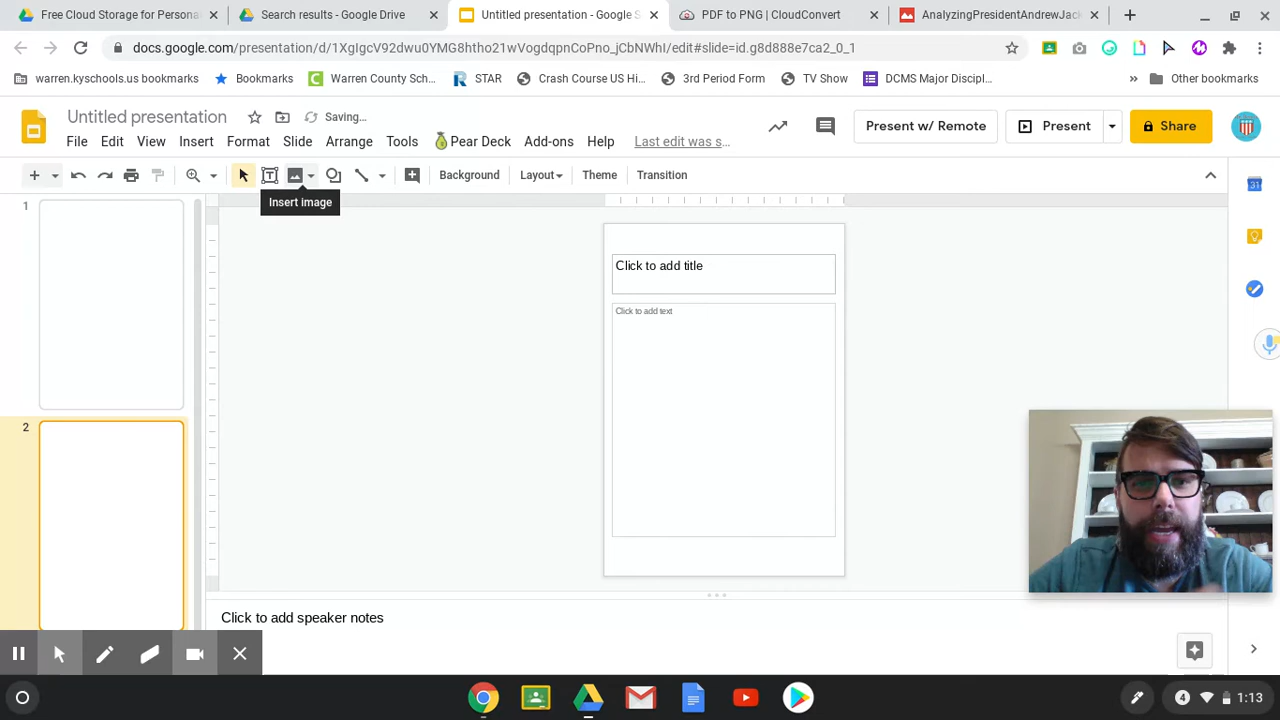 Free Cloud Storage for Persona
Search results - Google Drive
Untitled presentation - Google S
PDF to PNG | CloudConvert
AnalyzingPresidentAndrewJack
docs.google.com/presentation/d/1XgIgcV92dwu0YMG8htho21wVogdqpnCoPno_jCbNWhI/edit#slide=id.g8d888e7ca2_0_1
warren.kyschools.us bookmarks
Bookmarks
Warren County Sch...
STAR
Crash Course US Hi...
3rd Period Form
TV Show
DCMS Major Discipl...
»
Other bookmarks
Untitled presentation
Saving...
Present w/ Remote
Present
Share
File Edit View Insert Format Slide Arrange Tools Pear Deck Add-ons Help Last edit was s...
Background Layout Theme Transition
Insert image
31
1
Click to add title
Click to add text
2
Click to add speaker notes
4
1:13